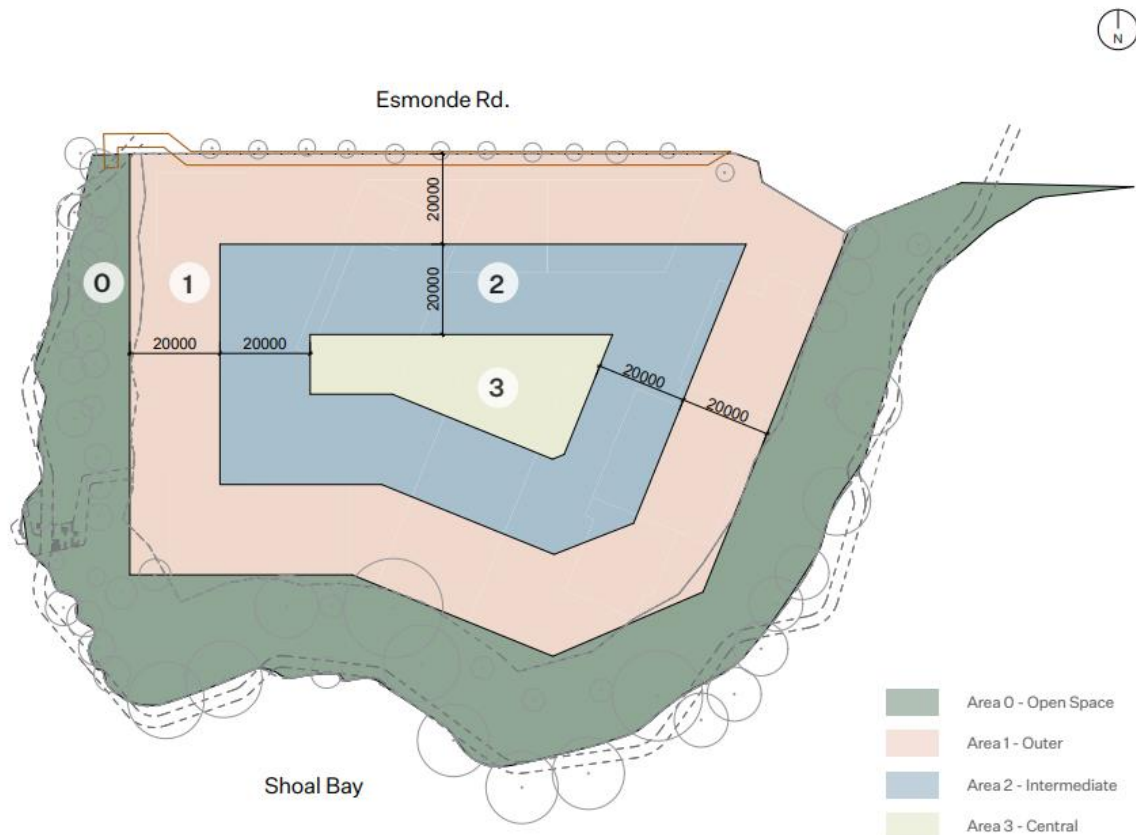 N
Esmonde Rd.
20000
0
1
2
20000
20000
20000
3
20000
20000
Shoal Bay
Area 0 - Open Space
Area 1 - Outer
Area 2 - Intermediate
Area 3 - Central